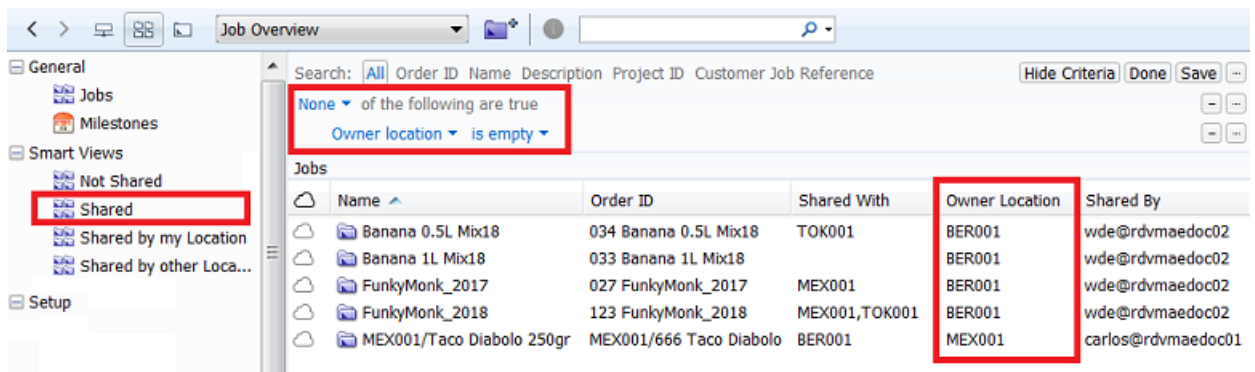 Job Overview
General
Jobs
Milestones
Smart Views
Not Shared
Shared
Shared by my Location
Shared by other Loca...
Setup
Search: All Order ID Name Description Project ID Customer Job Reference Hide Criteria Done Save ...
None of the following are true - ...
Owner location is empty - ...
Jobs
Name Order ID Shared With Owner Location Shared By
Banana 0.5L Mix18 034 Banana 0.5L Mix18 TOK001 BER001 wde@rdvmaedoc02
Banana 1L Mix18 033 Banana 1L Mix18 BER001 wde@rdvmaedoc02
FunkyMonk_2017 027 FunkyMonk_2017 MEX001 BER001 wde@rdvmaedoc02
FunkyMonk_2018 123 FunkyMonk_2018 MEX001,TOK001 BER001 wde@rdvmaedoc02
MEX001/Taco Diabolo 250gr MEX001/666 Taco Diabolo BER001 MEX001 carlos@rdvmaedoc01